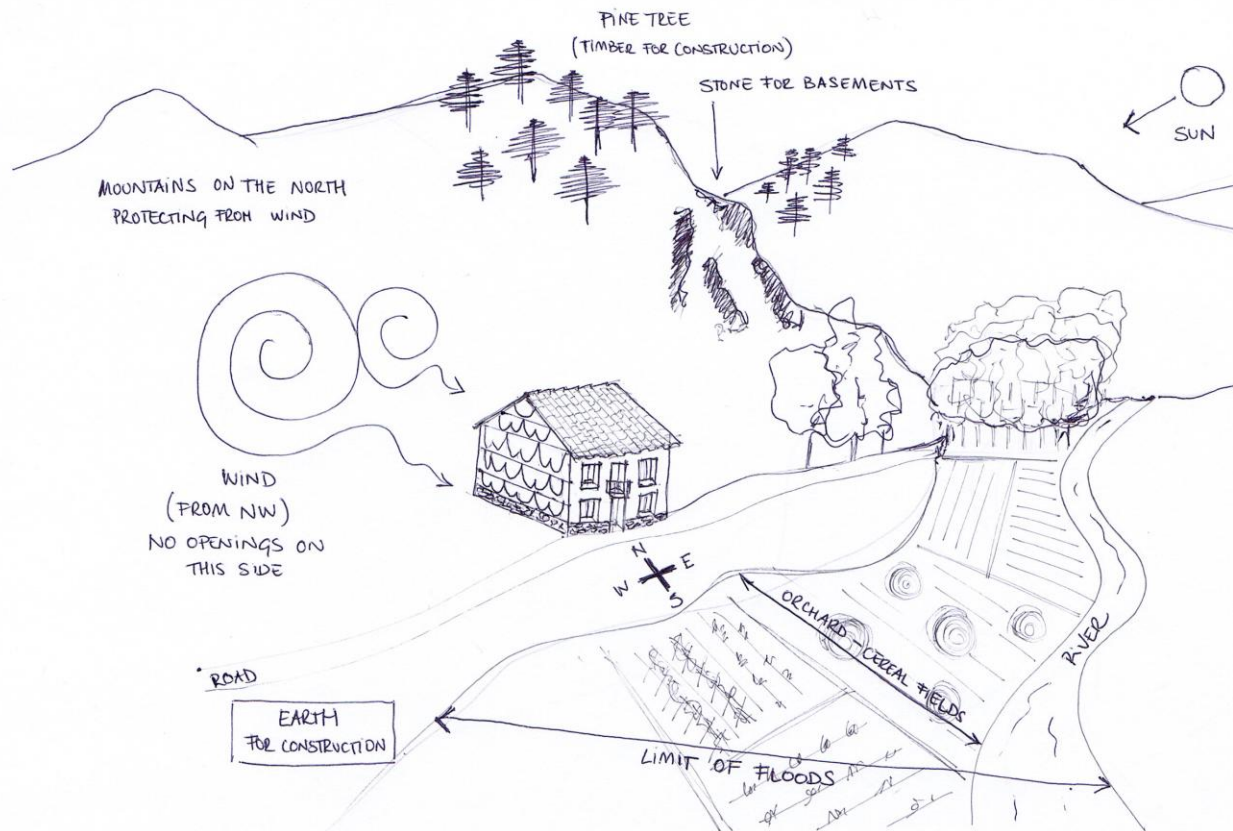 PINE TREE
(TIMBER FOR CONSTRUCTION)
STONE FOR BASEMENTS
SUN
MOUNTAINS ON THE NORTH
PROTECTING FROM WIND
WIND
(FROM NW)
NO OPENINGS ON
THIS SIDE
N
E
W
S
ORCHARD - CEREAL FIELDS
RIVER
ROAD
EARTH
FOR CONSTRUCTION
LIMIT OF FLOODS